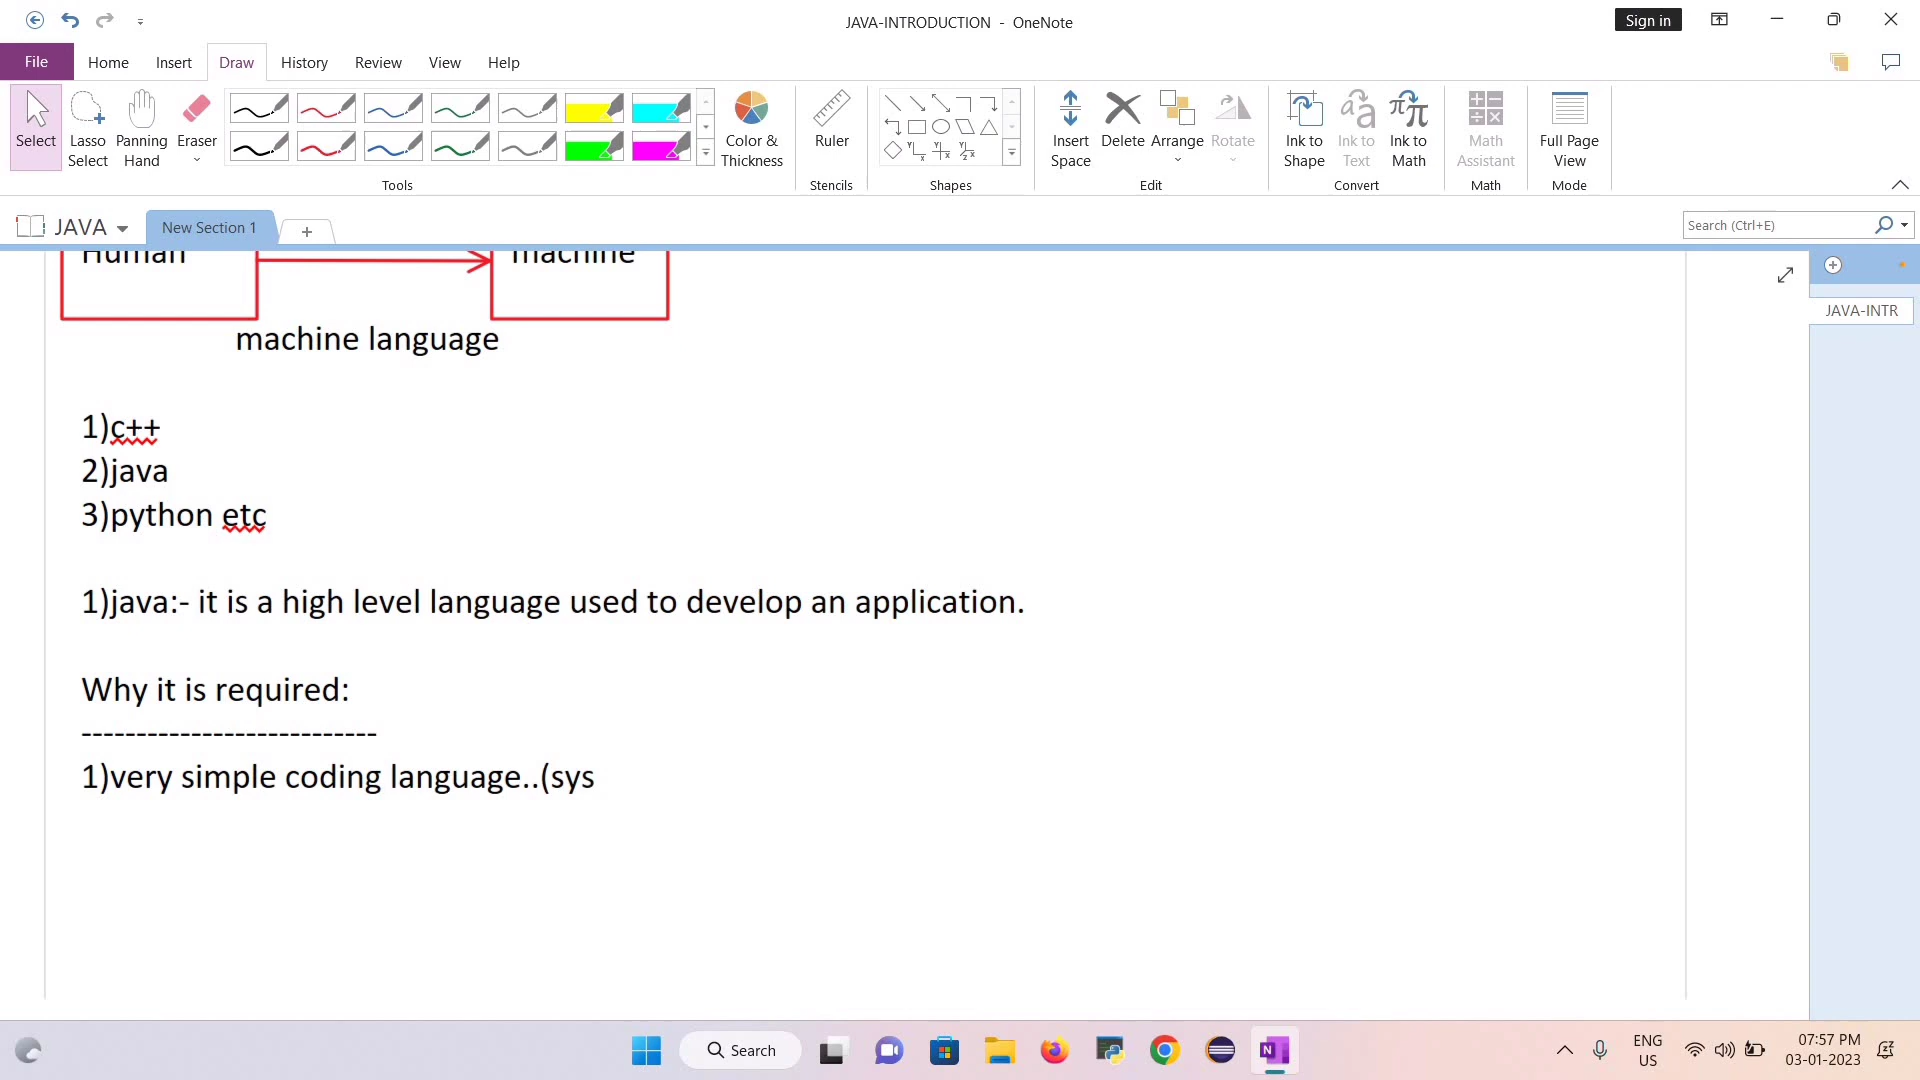 JAVA-INTRODUCTION - OneNote
Sign in
File Home Insert Draw History Review View Help
Select
Lasso Select
Panning Hand
Eraser
Color & Thickness
Ruler
Insert Space
Delete
Arrange
Rotate
Ink to Shape
Ink to Text
Ink to Math
Math Assistant
Full Page View
Tools
Stencils
Shapes
Edit
Convert
Math
Mode
JAVA
New Section 1
Search (Ctrl+E)
JAVA-INTR
Human
machine
machine language
1)c++
2)java
3)python etc
1)java:- it is a high level language used to develop an application.
Why it is required:
---------------------------
1)very simple coding language..(sys
Search
ENG US
07:57 PM
03-01-2023